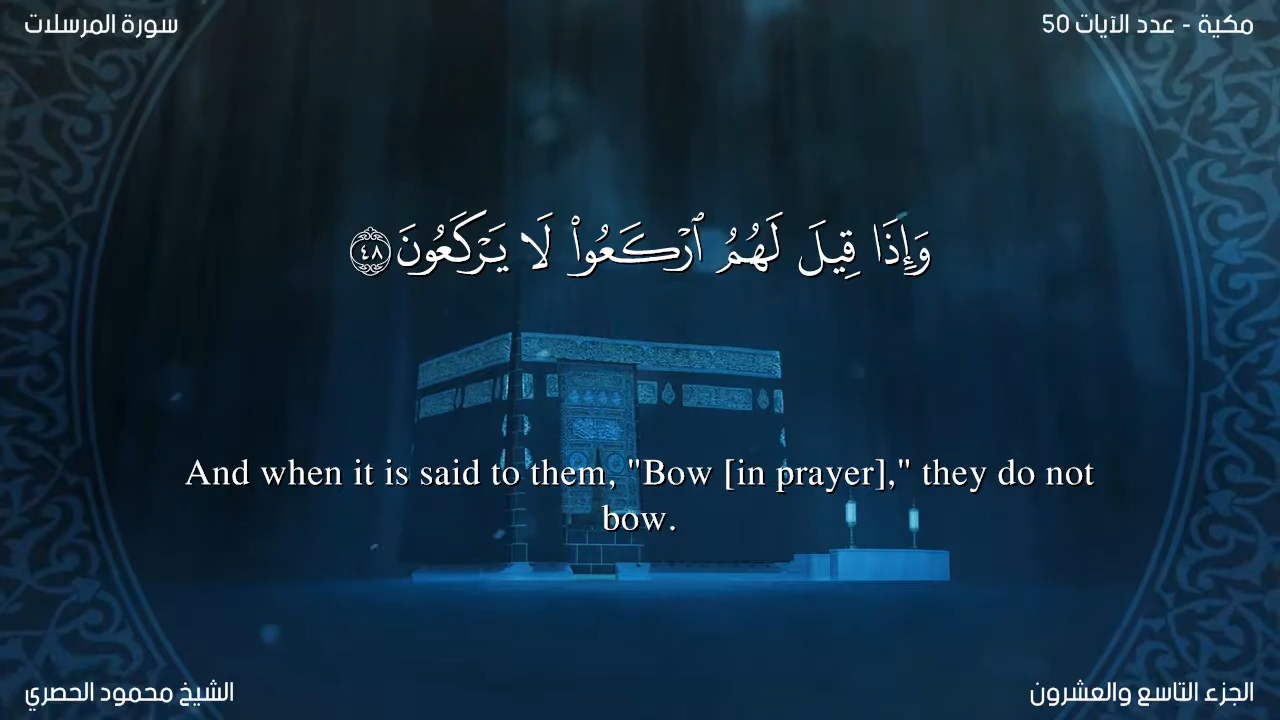 سورة المرسلات
مكية - عدد الآيات 50
وَإِذَا قِيلَ لَهُمُ ٱرْكَعُوا۟ لَا يَرْكَعُونَ ٤٨
And when it is said to them, "Bow [in prayer]," they do not
bow.
الشيخ محمود الحصري
الجزء التاسع والعشرون